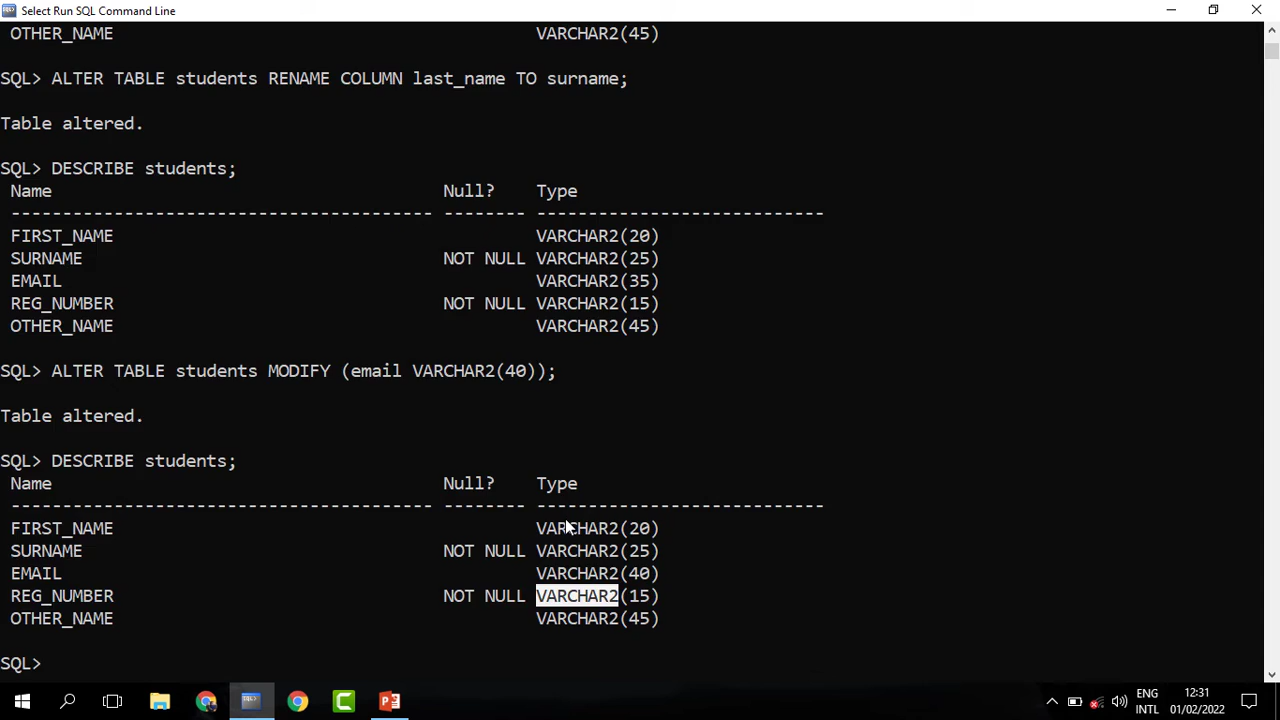 Select Run SQL Command Line
OTHER_NAME VARCHAR2(45)
SQL> ALTER TABLE students RENAME COLUMN last_name TO surname;
Table altered.
SQL> DESCRIBE students;
Name Null? Type
----------------------------------------- -------- ----------------------------
FIRST_NAME VARCHAR2(20)
SURNAME NOT NULL VARCHAR2(25)
EMAIL VARCHAR2(35)
REG_NUMBER NOT NULL VARCHAR2(15)
OTHER_NAME VARCHAR2(45)
SQL> ALTER TABLE students MODIFY (email VARCHAR2(40));
Table altered.
SQL> DESCRIBE students;
Name Null? Type
----------------------------------------- -------- ----------------------------
FIRST_NAME VARCHAR2(20)
SURNAME NOT NULL VARCHAR2(25)
EMAIL VARCHAR2(40)
REG_NUMBER NOT NULL VARCHAR2(15)
OTHER_NAME VARCHAR2(45)
SQL>
ENG 12:31
INTL 01/02/2022